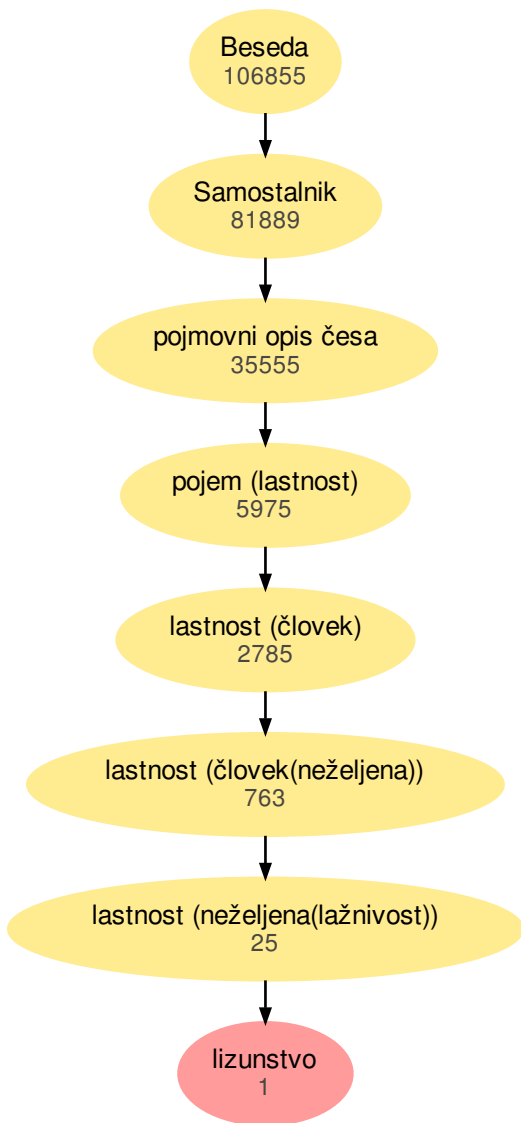 Beseda
106855
Samostalnik
81889
pojmovni opis česa
35555
pojem (lastnost)
5975
lastnost (človek)
2785
lastnost (človek(neželjena))
763
lastnost (neželjena(lažnivost))
25
lizunstvo
1